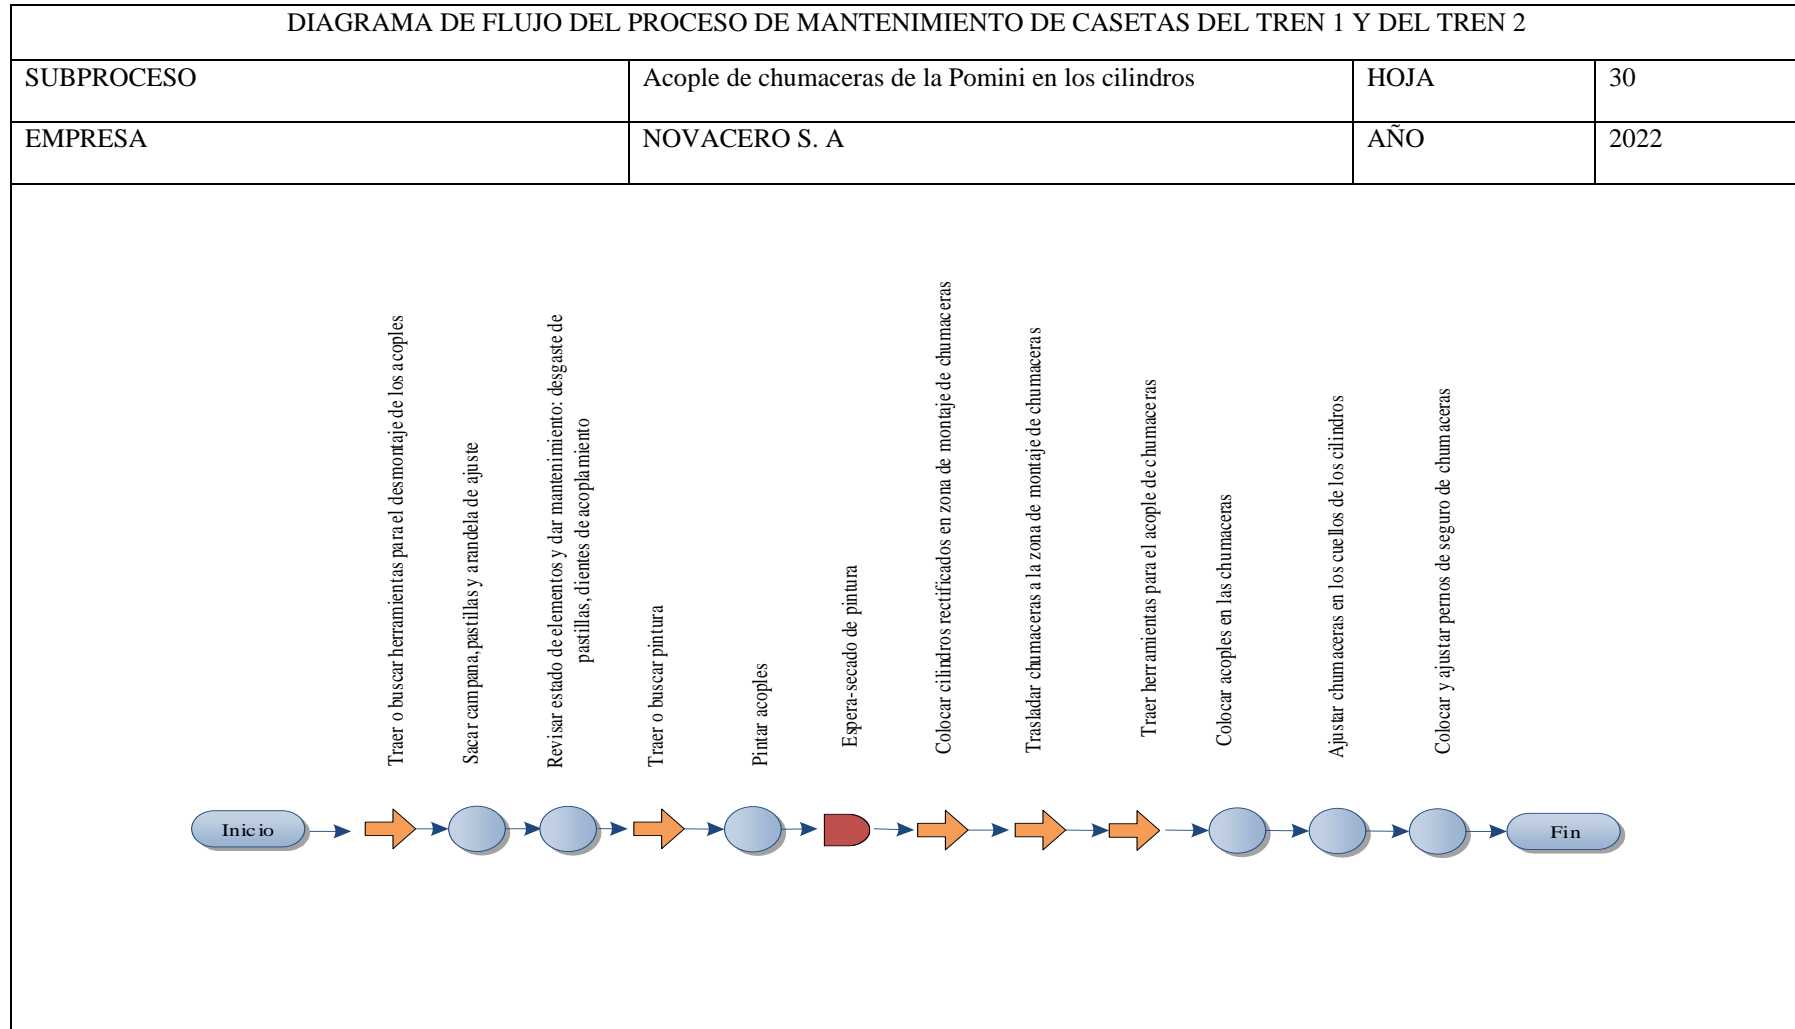 DIAGRAMA DE FLUJO DEL PROCESO DE MANTENIMIENTO DE CASETAS DEL TREN 1 Y DEL TREN 2
SUBPROCESO
Acople de chumaceras de la Pomini en los cilindros
HOJA
30
EMPRESA
NOVACERO S. A
AÑO
2022
Inicio
Traer o buscar herramientas para el desmontaje de los acoples
Sacar campana, pastillas y arandela de ajuste
Revisar estado de elementos y dar mantenimiento: desgaste de
pastillas, dientes de acoplamiento
Traer o buscar pintura
Pintar acoples
Espera-secado de pintura
Colocar cilindros rectificados en zona de montaje de chumaceras
Trasladar chumaceras a la zona de montaje de chumaceras
Traer herramientas para el acople de chumaceras
Colocar acoples en las chumaceras
Ajustar chumaceras en los cuellos de los cilindros
Colocar y ajustar pernos de seguro de chumaceras
Fin